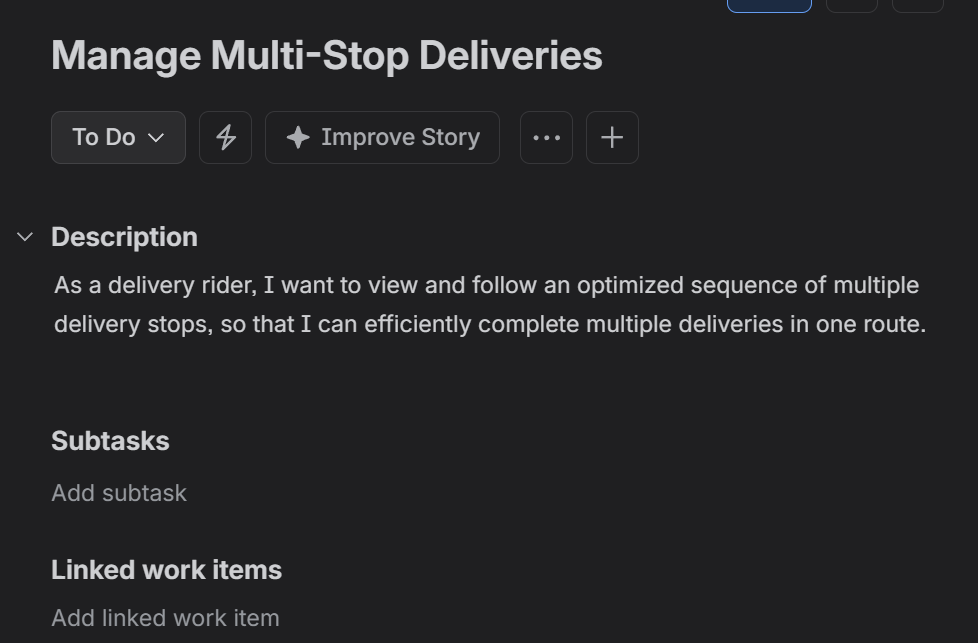 Manage Multi-Stop Deliveries
To Do
Improve Story
Description
As a delivery rider, I want to view and follow an optimized sequence of multiple
delivery stops, so that I can efficiently complete multiple deliveries in one route.
Subtasks
Add subtask
Linked work items
Add linked work item